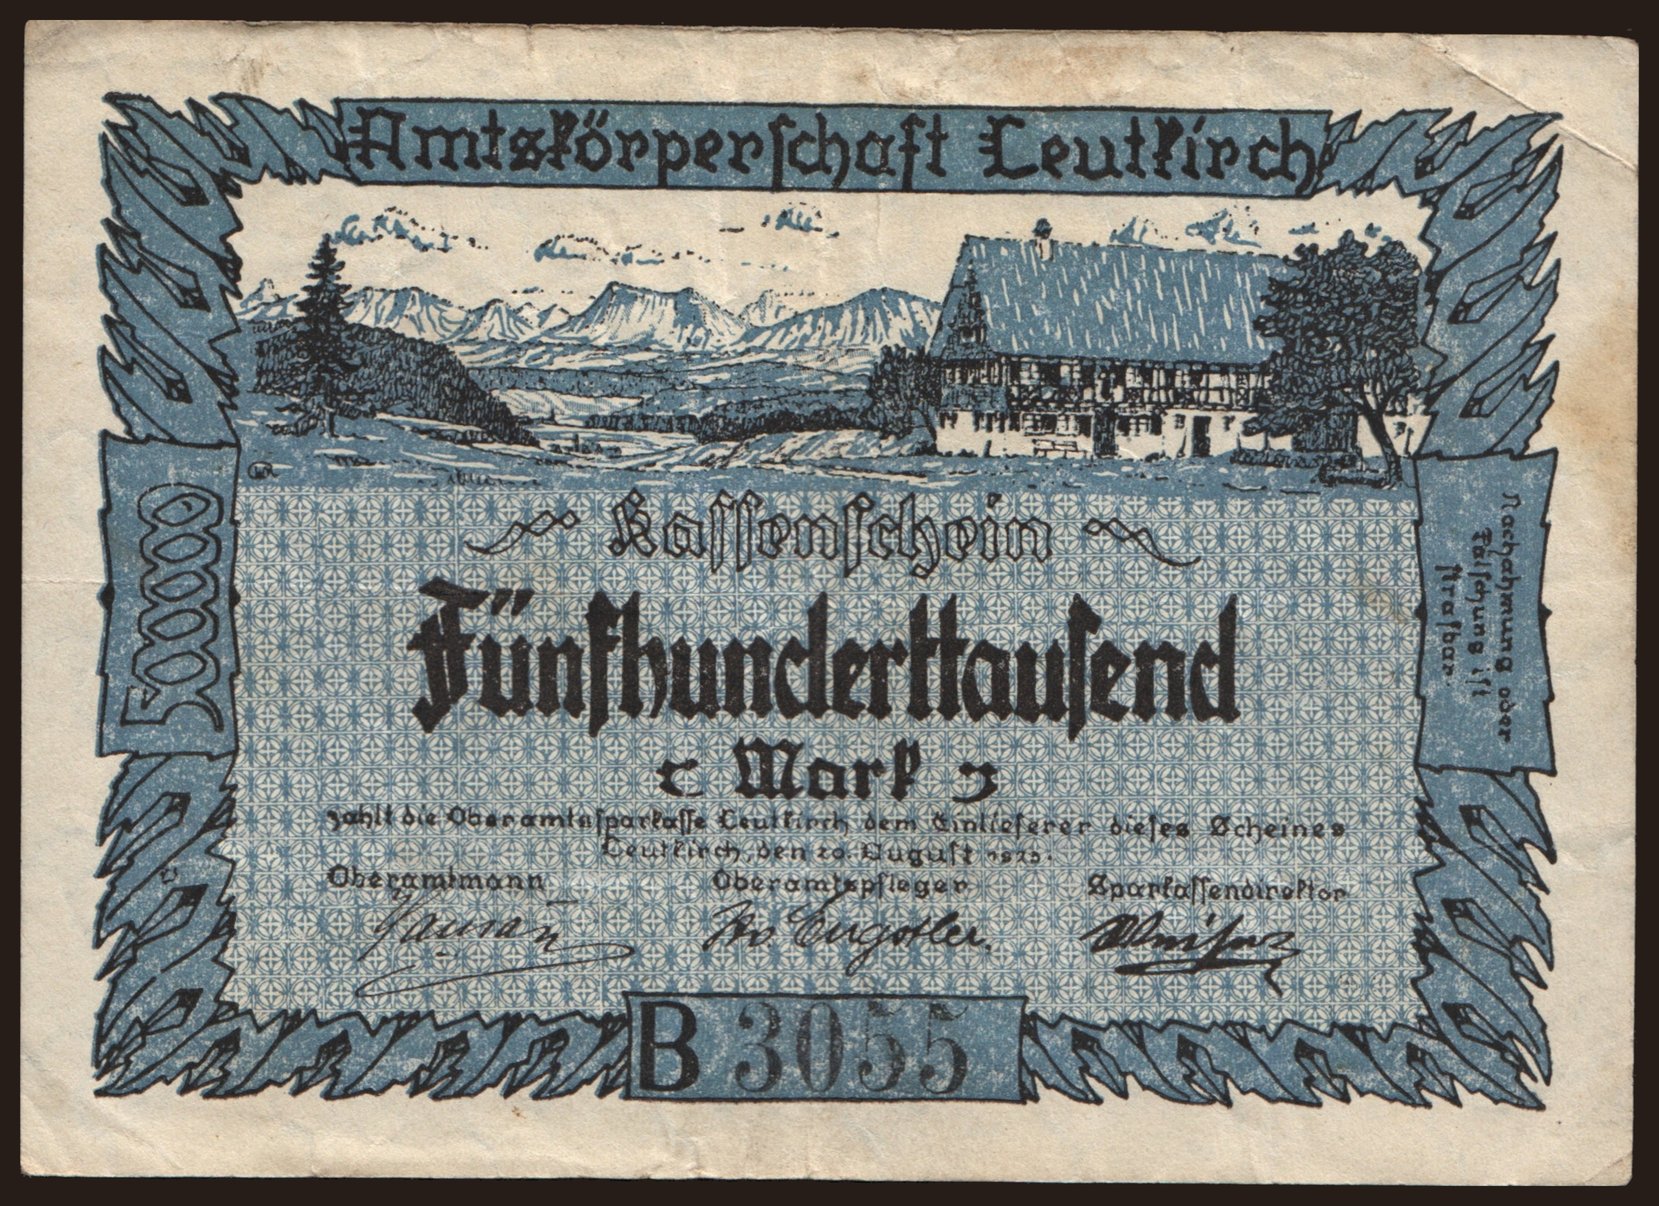 Amtskörperschaft Leutkirch
Kassenschein
Fünfhunderttausend
Mark
zahlt die Oberamtssparkasse Leutkirch dem Einlieferer dieses Scheines
Leutkirch, den 20. August 1923.
Oberamtmann Oberamtspfleger Sparkassendirektor
B 3055
500000
Nachahmung oder
Fälschung ist
strafbar.